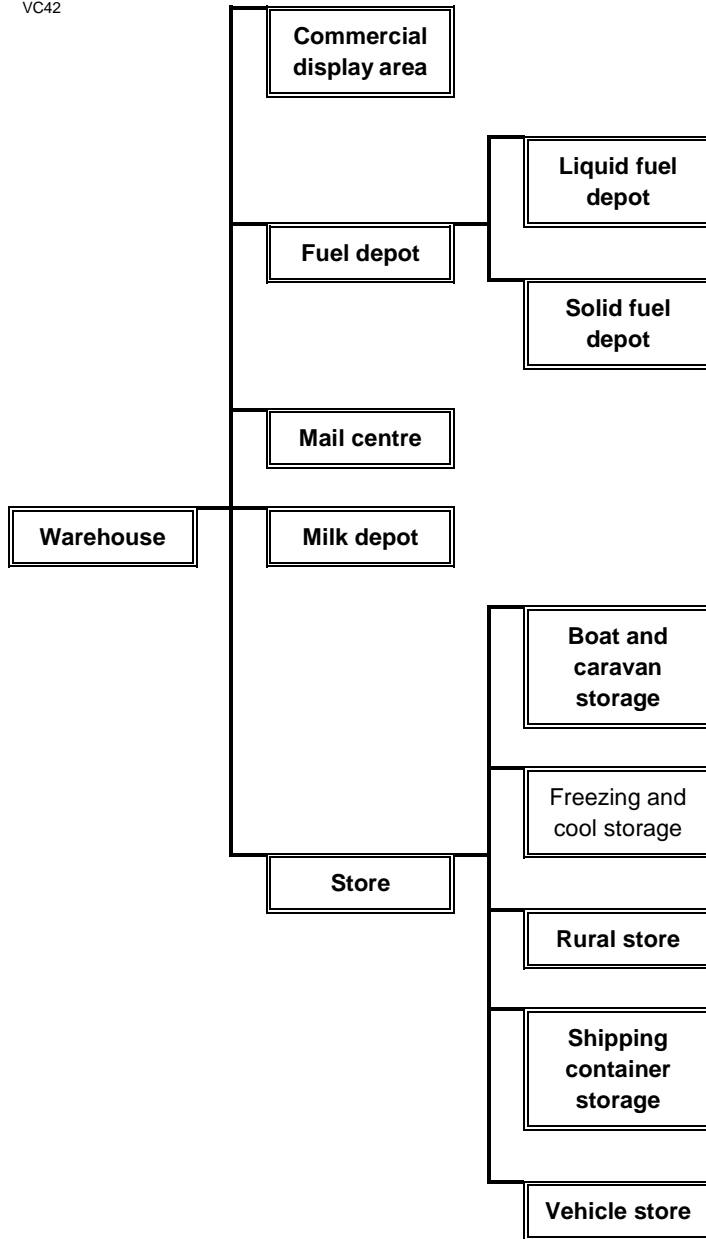 VC42
Commercial
display area
Liquid fuel
depot
Fuel depot
Solid fuel
depot
Mail centre
Warehouse
Milk depot
Boat and
caravan
storage
Freezing and
cool storage
Store
Rural store
Shipping
container
storage
Vehicle store